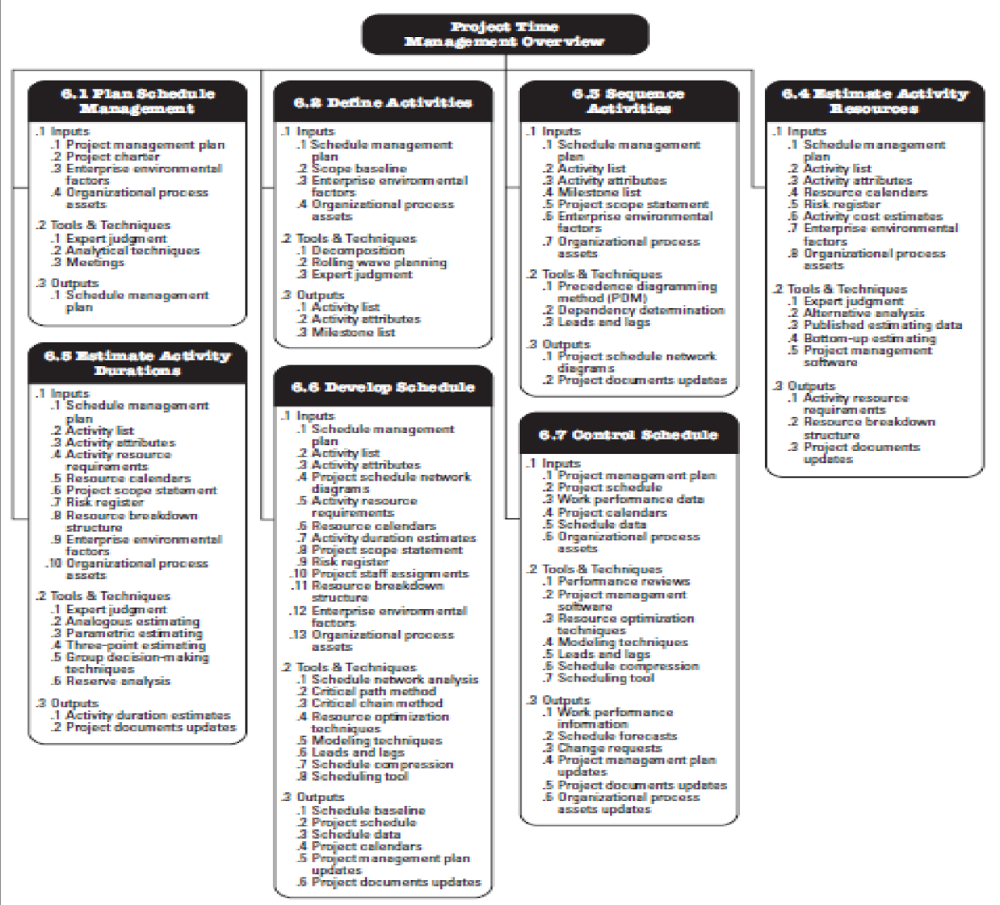 Project Time
Management Overview
6.1 Plan Schedule
Management
.1 Inputs
.1 Project management plan
.2 Project charter
.3 Enterprise environmental
factors
.4 Organizational process
assets
.2 Tools & Techniques
.1 Expert judgment
.2 Analytical techniques
.3 Meetings
.3 Outputs
.1 Schedule management
plan
6.2 Define Activities
.1 Inputs
.1 Schedule management
plan
.2 Scope baseline
.3 Enterprise environmental
factors
.4 Organizational process
assets
.2 Tools & Techniques
.1 Decomposition
.2 Rolling wave planning
.3 Expert judgment
.3 Outputs
.1 Activity list
.2 Activity attributes
.3 Milestone list
6.3 Sequence
Activities
.1 Inputs
.1 Schedule management
plan
.2 Activity list
.3 Activity attributes
.4 Milestone list
.5 Project scope statement
.6 Enterprise environmental
factors
.7 Organizational process
assets
.2 Tools & Techniques
.1 Precedence diagramming
method (PDM)
.2 Dependency determination
.3 Leads and lags
.3 Outputs
.1 Project schedule network
diagrams
.2 Project documents updates
6.4 Estimate Activity
Resources
.1 Inputs
.1 Schedule management
plan
.2 Activity list
.3 Activity attributes
.4 Resource calendars
.5 Risk register
.6 Activity cost estimates
.7 Enterprise environmental
factors
.8 Organizational process
assets
.2 Tools & Techniques
.1 Expert judgment
.2 Alternative analysis
.3 Published estimating data
.4 Bottom-up estimating
.5 Project management
software
.3 Outputs
.1 Activity resource
requirements
.2 Resource breakdown
structure
.3 Project documents
updates
6.5 Estimate Activity
Durations
.1 Inputs
.1 Schedule management
plan
.2 Activity list
.3 Activity attributes
.4 Activity resource
requirements
.5 Resource calendars
.6 Project scope statement
.7 Risk register
.8 Resource breakdown
structure
.9 Enterprise environmental
factors
.10 Organizational process
assets
.2 Tools & Techniques
.1 Expert judgment
.2 Analogous estimating
.3 Parametric estimating
.4 Three-point estimating
.5 Group decision-making
techniques
.6 Reserve analysis
.3 Outputs
.1 Activity duration estimates
.2 Project documents updates
6.6 Develop Schedule
.1 Inputs
.1 Schedule management
plan
.2 Activity list
.3 Activity attributes
.4 Project schedule network
diagrams
.5 Activity resource
requirements
.6 Resource calendars
.7 Activity duration estimates
.8 Project scope statement
.9 Risk register
.10 Project staff assignments
.11 Resource breakdown
structure
.12 Enterprise environmental
factors
.13 Organizational process
assets
.2 Tools & Techniques
.1 Schedule network analysis
.2 Critical path method
.3 Critical chain method
.4 Resource optimization
techniques
.5 Modeling techniques
.6 Leads and lags
.7 Schedule compression
.8 Scheduling tool
.3 Outputs
.1 Schedule baseline
.2 Project schedule
.3 Schedule data
.4 Project calendars
.5 Project management plan
updates
.6 Project documents updates
6.7 Control Schedule
.1 Inputs
.1 Project management plan
.2 Project schedule
.3 Work performance data
.4 Project calendars
.5 Schedule data
.6 Organizational process
assets
.2 Tools & Techniques
.1 Performance reviews
.2 Project management
software
.3 Resource optimization
techniques
.4 Modeling techniques
.5 Leads and lags
.6 Schedule compression
.7 Scheduling tool
.3 Outputs
.1 Work performance
information
.2 Schedule forecasts
.3 Change requests
.4 Project management plan
updates
.5 Project documents updates
.6 Organizational process
assets updates